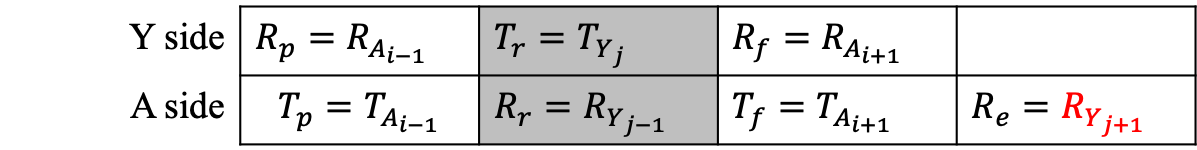 Y side R_p = R_{A_{i-1}} T_r = T_{Y_j} R_f = R_{A_{i+1}}
A side T_p = T_{A_{i-1}} R_r = R_{Y_{j-1}} T_f = T_{A_{i+1}} R_e = R_{Y_{j+1}}